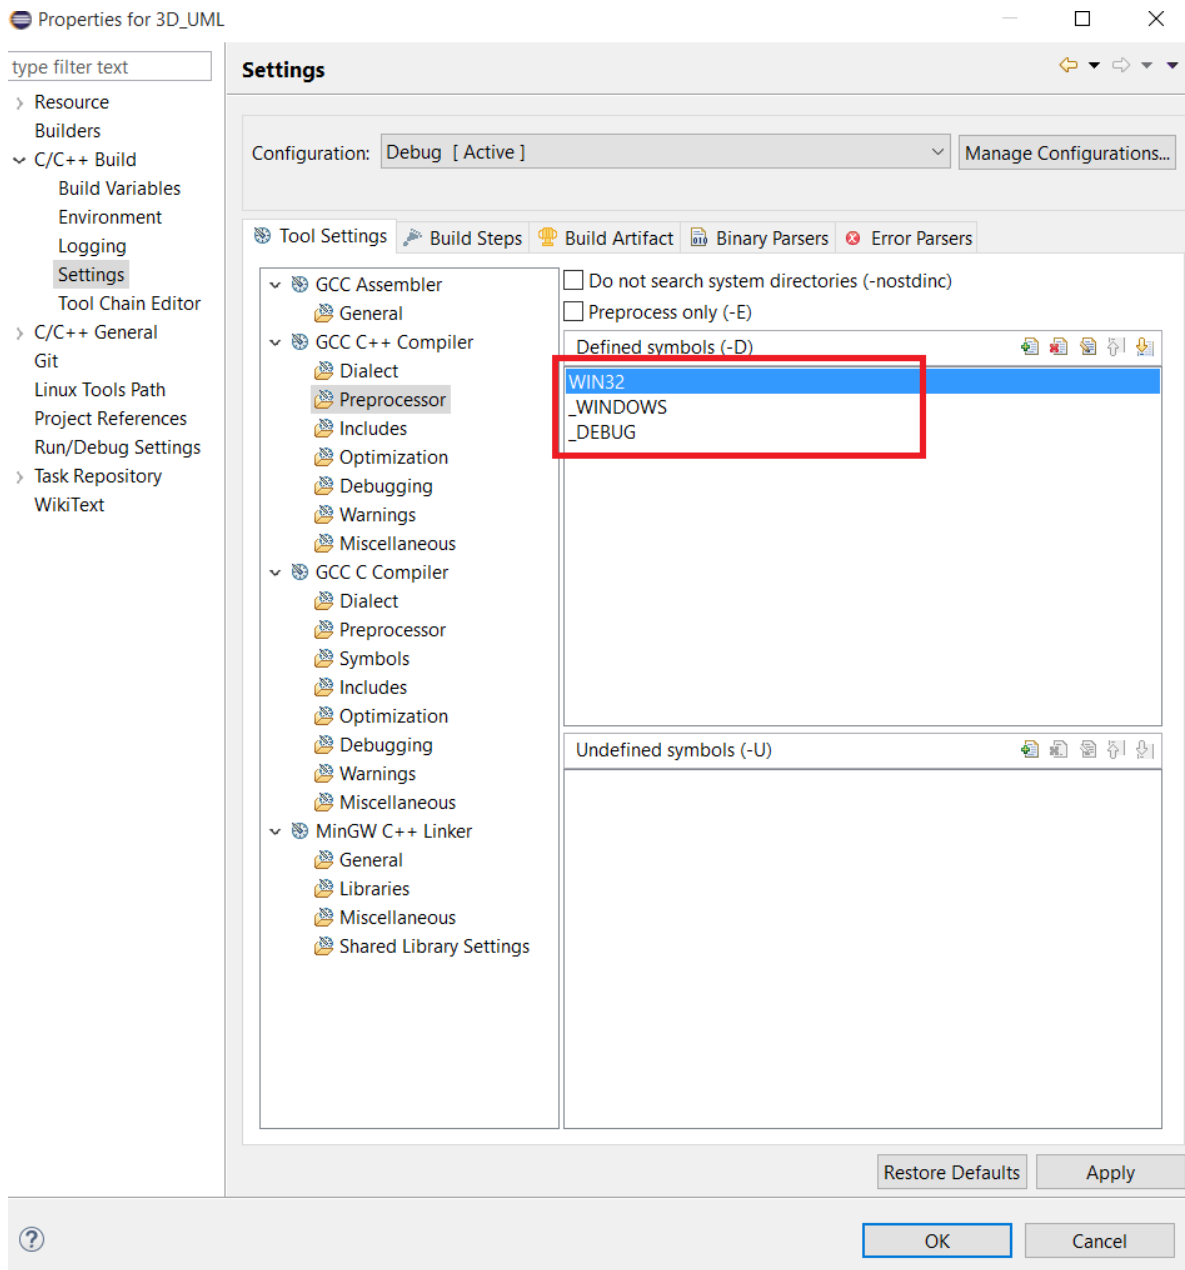 Properties for 3D_UML
type filter text
Resource
Builders
C/C++ Build
Build Variables
Environment
Logging
Settings
Tool Chain Editor
C/C++ General
Git
Linux Tools Path
Project References
Run/Debug Settings
Task Repository
WikiText
Settings
Configuration: Debug [ Active ] Manage Configurations...
Tool Settings Build Steps Build Artifact Binary Parsers Error Parsers
GCC Assembler
General
GCC C++ Compiler
Dialect
Preprocessor
Includes
Optimization
Debugging
Warnings
Miscellaneous
GCC C Compiler
Dialect
Preprocessor
Symbols
Includes
Optimization
Debugging
Warnings
Miscellaneous
MinGW C++ Linker
General
Libraries
Miscellaneous
Shared Library Settings
Do not search system directories (-nostdinc)
Preprocess only (-E)
Defined symbols (-D)
WIN32
_WINDOWS
_DEBUG
Undefined symbols (-U)
Restore Defaults Apply
OK Cancel